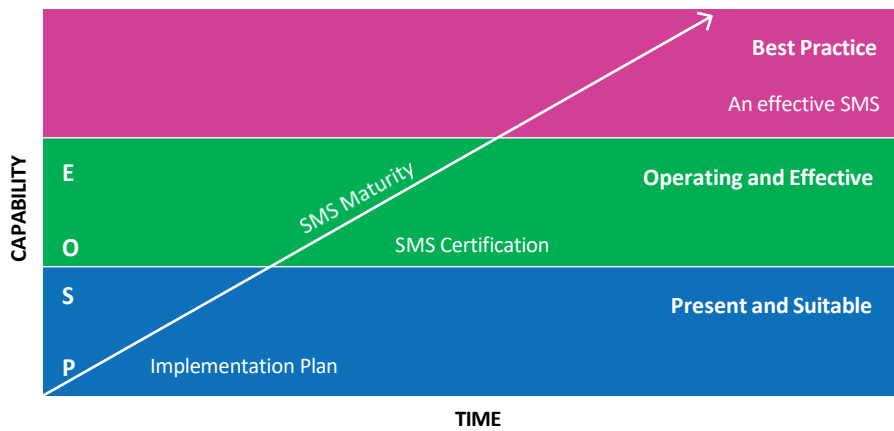 Best Practice
An effective SMS
CAPABILITY
E
Operating and Effective
SMS Maturity
O
SMS Certification
S
Present and Suitable
P
Implementation Plan
TIME